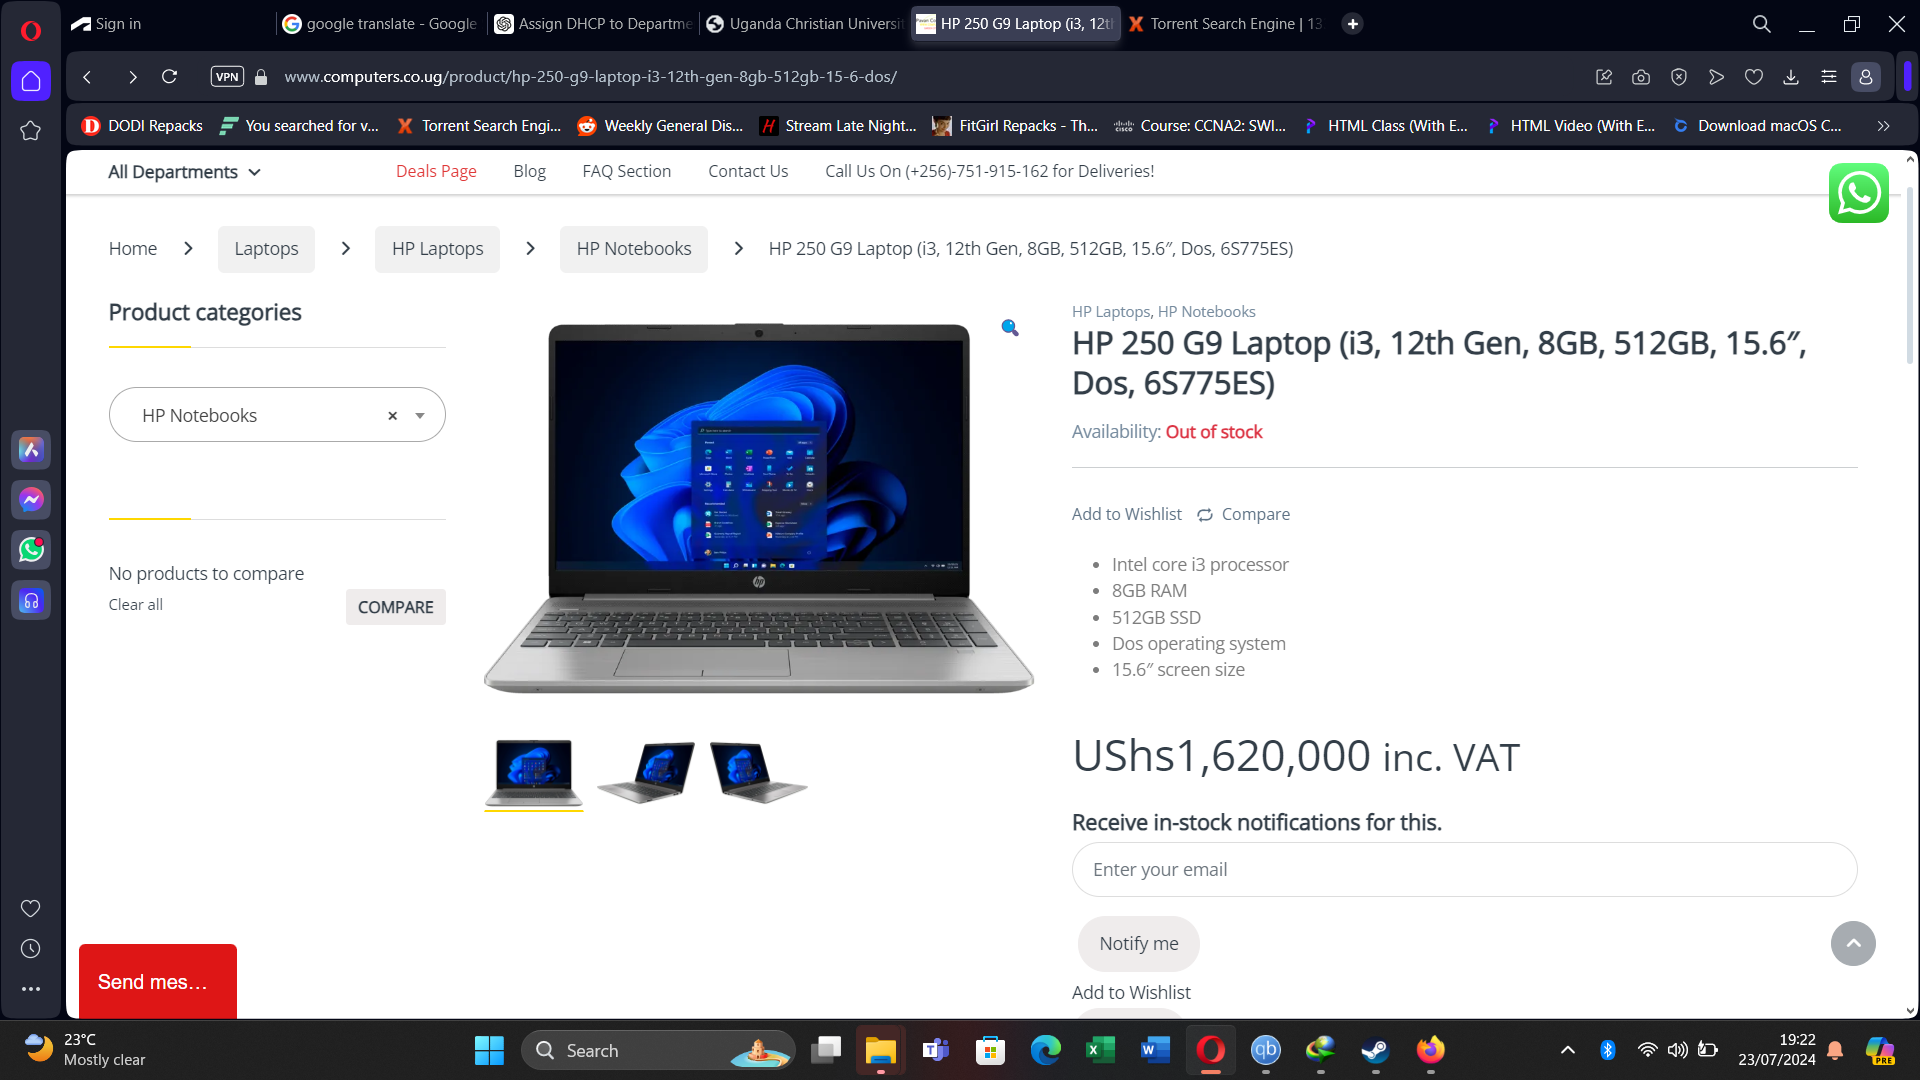 Sign in
google translate - Google
Assign DHCP to Departme
Uganda Christian Universi
HP 250 G9 Laptop (i3, 12t
Torrent Search Engine | 13
VPN
www.computers.co.ug/product/hp-250-g9-laptop-i3-12th-gen-8gb-512gb-15-6-dos/
DODI Repacks
You searched for v...
Torrent Search Engi...
Weekly General Dis...
Stream Late Night...
FitGirl Repacks - Th...
Course: CCNA2: SWI...
HTML Class (With E...
HTML Video (With E...
Download macOS C...
All Departments
Deals Page
Blog
FAQ Section
Contact Us
Call Us On (+256)-751-915-162 for Deliveries!
Home
Laptops
HP Laptops
HP Notebooks
HP 250 G9 Laptop (i3, 12th Gen, 8GB, 512GB, 15.6″, Dos, 6S775ES)
Product categories
HP Notebooks
×
No products to compare
Clear all
COMPARE
hp
HP Laptops, HP Notebooks
HP 250 G9 Laptop (i3, 12th Gen, 8GB, 512GB, 15.6″,
Dos, 6S775ES)
Availability: Out of stock
Add to Wishlist
Compare
• Intel core i3 processor
• 8GB RAM
• 512GB SSD
• Dos operating system
• 15.6″ screen size
UShs1,620,000 inc. VAT
Receive in-stock notifications for this.
Enter your email
Notify me
Add to Wishlist
Send mes...
23°C
Mostly clear
Search
qb
PRE
19:22
23/07/2024